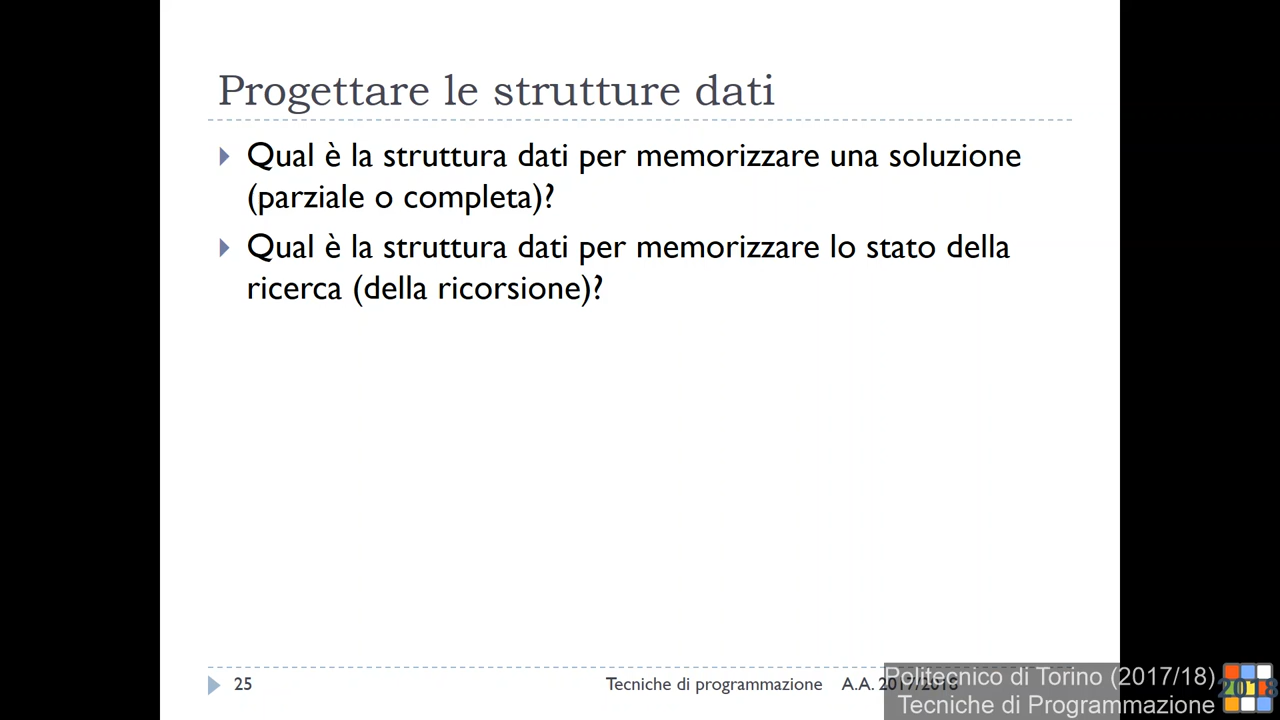 Progettare le strutture dati
Qual è la struttura dati per memorizzare una soluzione
(parziale o completa)?
Qual è la struttura dati per memorizzare lo stato della
ricerca (della ricorsione)?
25
Tecniche di programmazione A.A. 2017/2018
Politecnico di Torino (2017/18)
Tecniche di Programmazione
2018